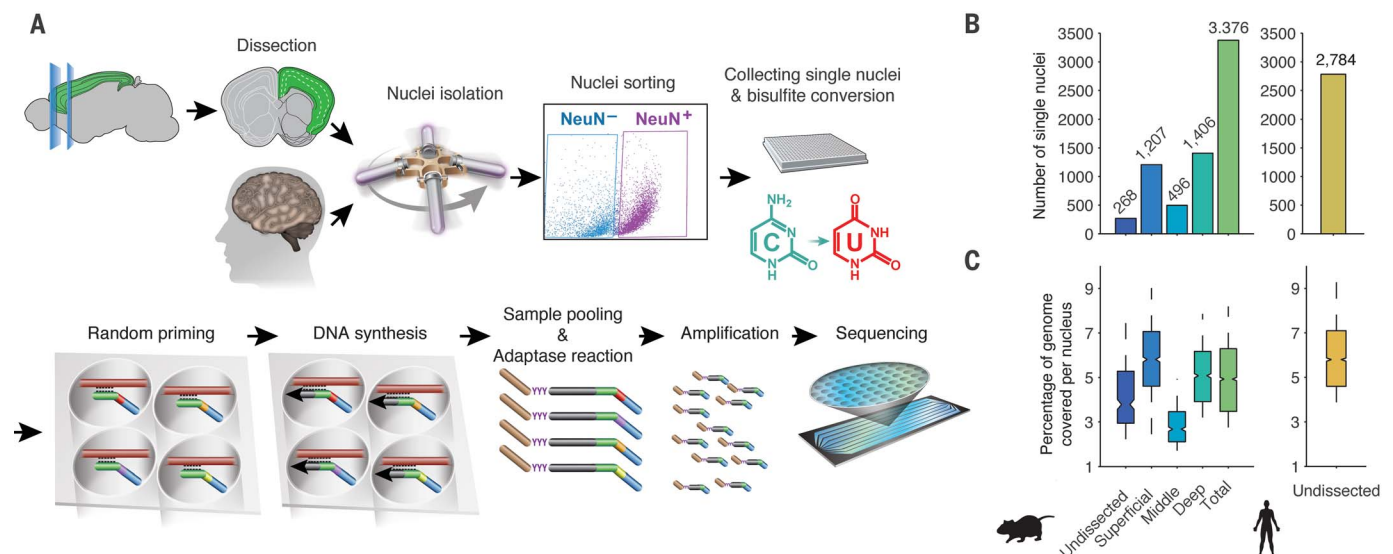 A
Dissection
Nuclei isolation
Nuclei sorting
NeuN− NeuN+
Collecting single nuclei
& bisulfite conversion
NH2
N
C
N
H
O
O
NH
U
N
H
O
Random priming
DNA synthesis
Sample pooling
&
Adaptase reaction
Amplification
Sequencing
YYY
YYY
YYY
YYY
B
Number of single nuclei
3500
3000
2500
2000
1500
1000
500
0
268
1,207
496
1,406
3.376
3500
3000
2500
2000
1500
1000
500
0
2,784
C
Percentage of genome
covered per nucleus
9
7
5
3
1
Undissected
Superficial
Middle
Deep
Total
9
7
5
3
1
Undissected